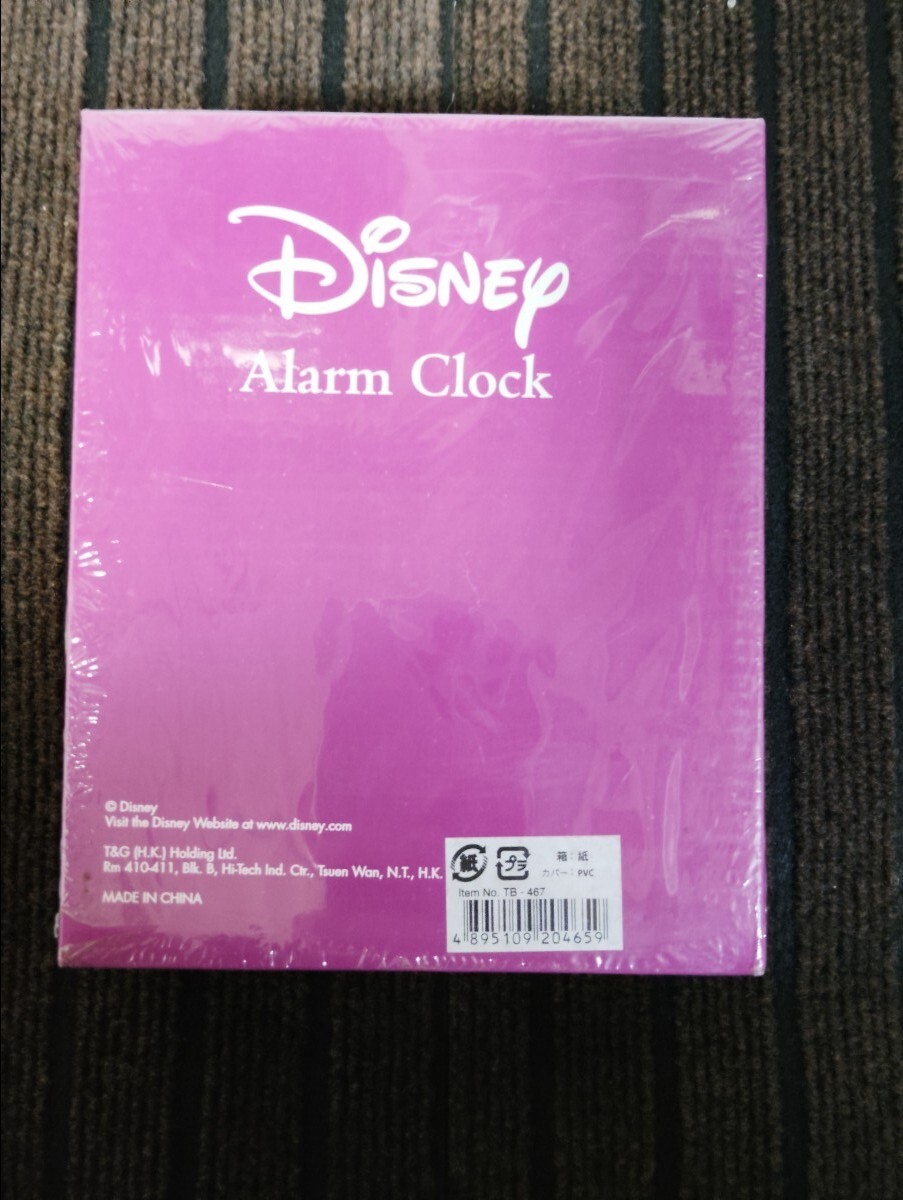 Disney
Alarm Clock
© Disney
Visit the Disney Website at www.disney.com
T&G (H.K.) Holding Ltd.
Rm 410-411, Blk. B, Hi-Tech Ind. Ctr., Tsuen Wan, N.T., H.K.
MADE IN CHINA
紙 プラ 箱：紙
カバー：PVC
Item No. TB - 467
4 895109 204659